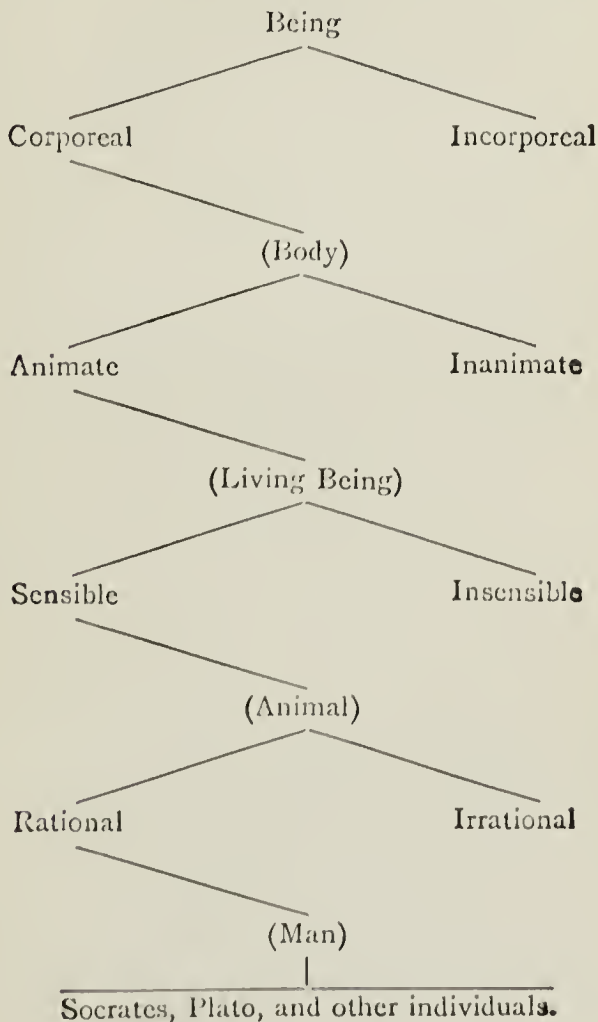 Being
Corporeal Incorporeal
(Body)
Animate Inanimate
(Living Being)
Sensible Insensible
(Animal)
Rational Irrational
(Man)
Socrates, Plato, and other individuals.